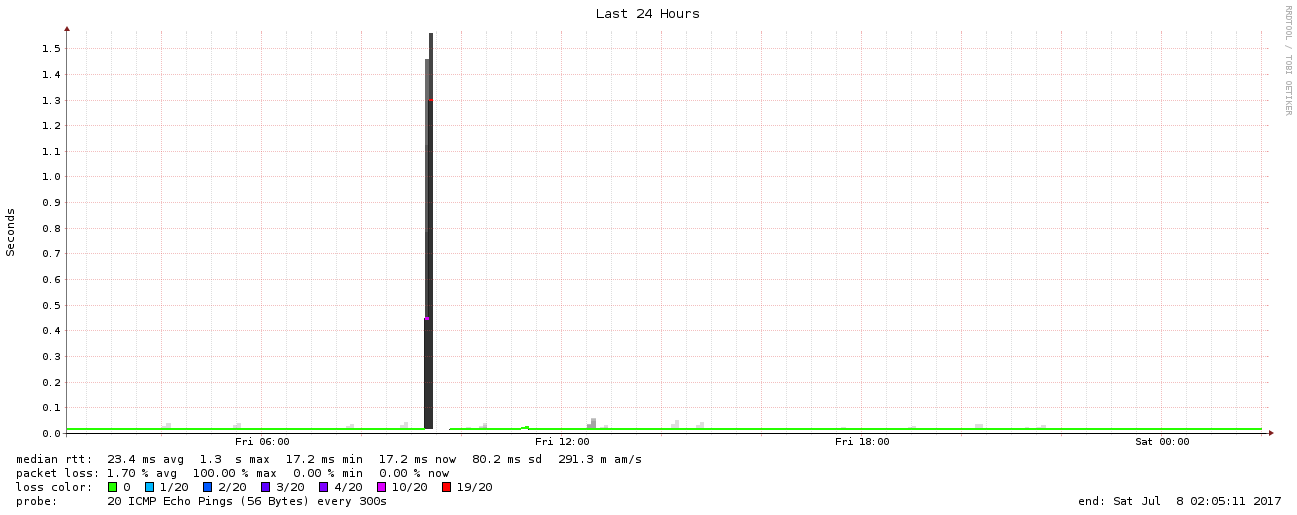 Last 24 Hours
RRDTOOL / TOBI OETIKER
Seconds
1.5
1.4
1.3
1.2
1.1
1.0
0.9
0.8
0.7
0.6
0.5
0.4
0.3
0.2
0.1
0.0
Fri 06:00 Fri 12:00 Fri 18:00 Sat 00:00
median rtt: 23.4 ms avg 1.3 s max 17.2 ms min 17.2 ms now 80.2 ms sd 291.3 m am/s
packet loss: 1.70 % avg 100.00 % max 0.00 % min 0.00 % now
loss color: 0 1/20 2/20 3/20 4/20 10/20 19/20
probe: 20 ICMP Echo Pings (56 Bytes) every 300s end: Sat Jul 8 02:05:11 2017